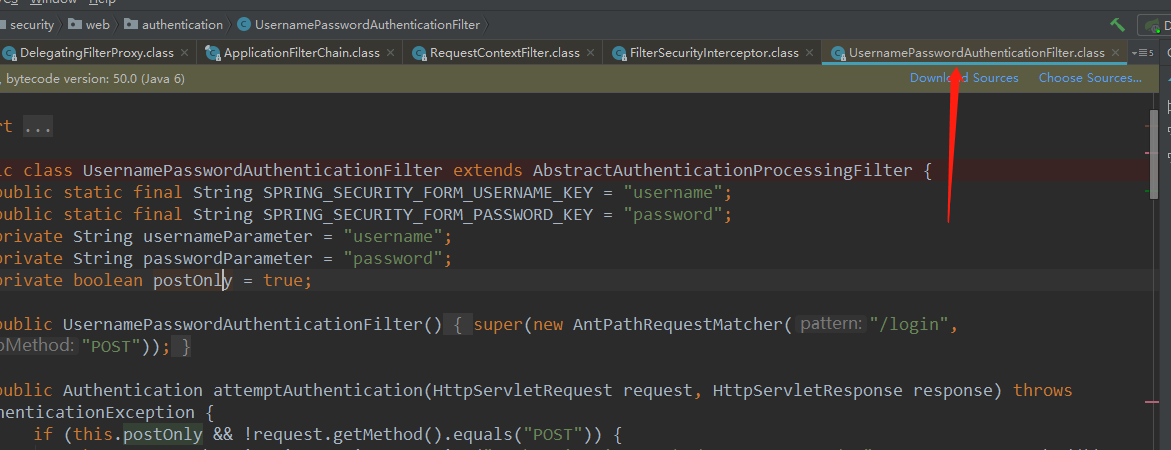 Window Help
security web authentication UsernamePasswordAuthenticationFilter
DelegatingFilterProxy.class ApplicationFilterChain.class RequestContextFilter.class FilterSecurityInterceptor.class UsernamePasswordAuthenticationFilter.class
, bytecode version: 50.0 (Java 6) Download Sources Choose Sources...
rt ...
ic class UsernamePasswordAuthenticationFilter extends AbstractAuthenticationProcessingFilter {
public static final String SPRING_SECURITY_FORM_USERNAME_KEY = "username";
public static final String SPRING_SECURITY_FORM_PASSWORD_KEY = "password";
private String usernameParameter = "username";
private String passwordParameter = "password";
private boolean postOnly = true;
public UsernamePasswordAuthenticationFilter() { super(new AntPathRequestMatcher( pattern: "/login",
pMethod: "POST")); }
public Authentication attemptAuthentication(HttpServletRequest request, HttpServletResponse response) throws
henticationException {
if (this.postOnly && !request.getMethod().equals("POST")) {